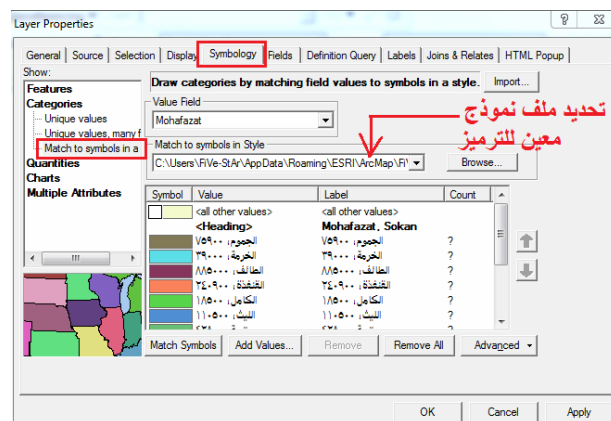 Layer Properties
General Source Selection Display Symbology Fields Definition Query Labels Joins & Relates HTML Popup
Show:
Features
Categories
Unique values
Unique values, many f
Match to symbols in a
Quantities
Charts
Multiple Attributes
Draw categories by matching field values to symbols in a style.
Import...
Value Field
Mohafazat
Match to symbols in Style
C:\Users\FiVe-StAr\AppData\Roaming\ESRI\ArcMap\Fi\
Browse...
تحديد ملف نموذج
معين للترميز
Symbol Value Label Count
<all other values> <all other values>
<Heading> Mohafazat, Sokan
الجموم، ٧٥٩٠٠ الجموم، ٧٥٩٠٠ ?
الخرمة، ٣٩٠٠٠ الخرمة، ٣٩٠٠٠ ?
الطائف، ٨٨٥٠٠٠ الطائف، ٨٨٥٠٠٠ ?
القنفذة، ٢٤٠٩٠٠ القنفذة، ٢٤٠٩٠٠ ?
الكامل، ١٨٥٠٠ الكامل، ١٨٥٠٠ ?
الليث، ١١٠٥٠٠ الليث، ١١٠٥٠٠ ?
Match Symbols Add Values... Remove Remove All Advanced
OK Cancel Apply